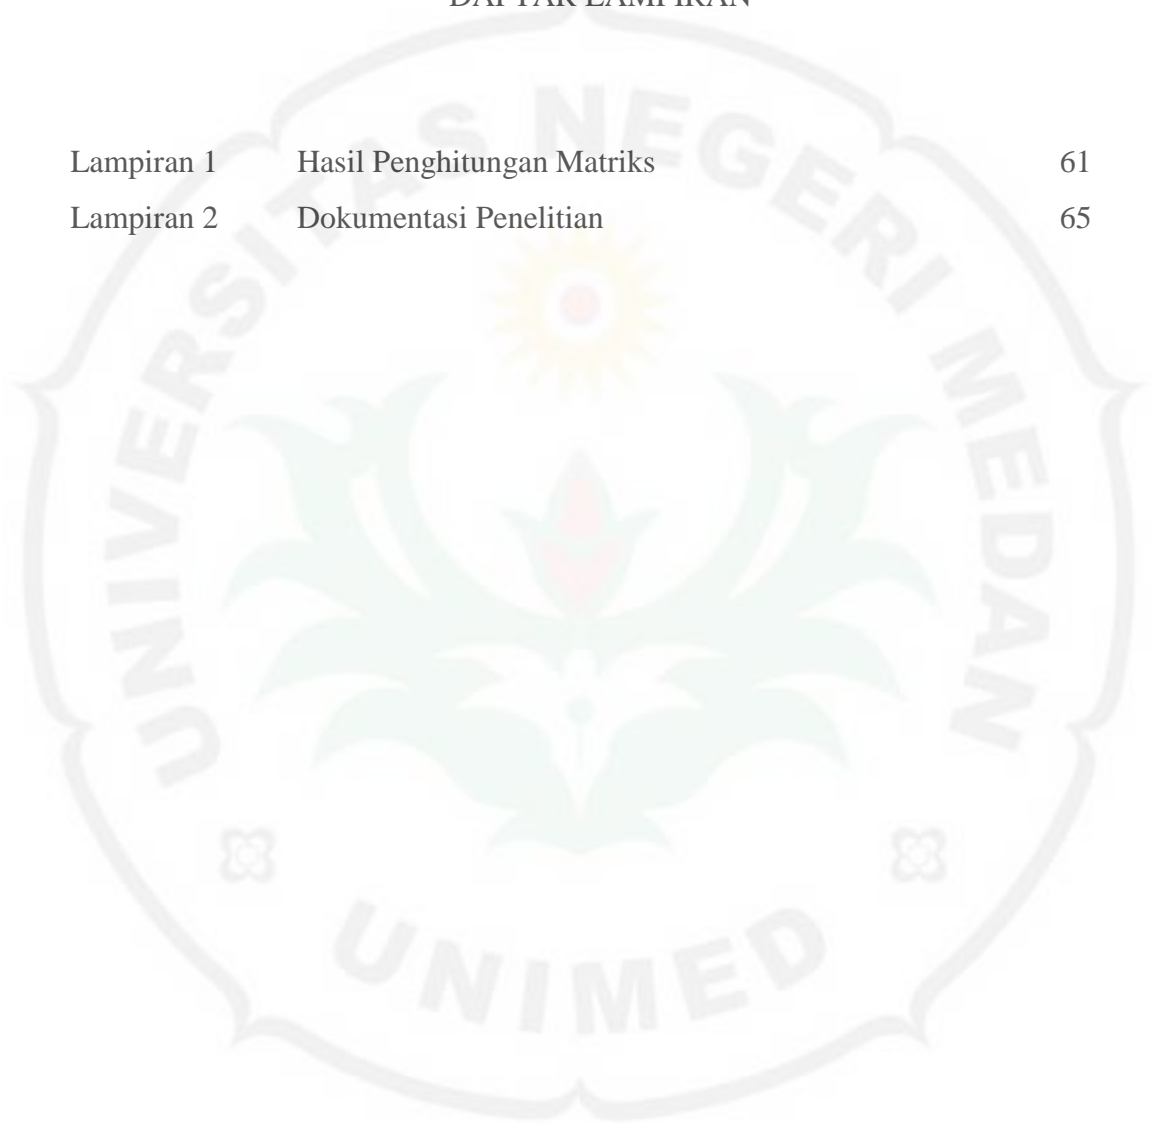 DAFTAR LAMPIRAN
Lampiran 1 Hasil Penghitungan Matriks 61
Lampiran 2 Dokumentasi Penelitian 65
UNIVERSITAS NEGERI MEDAN
UNIMED